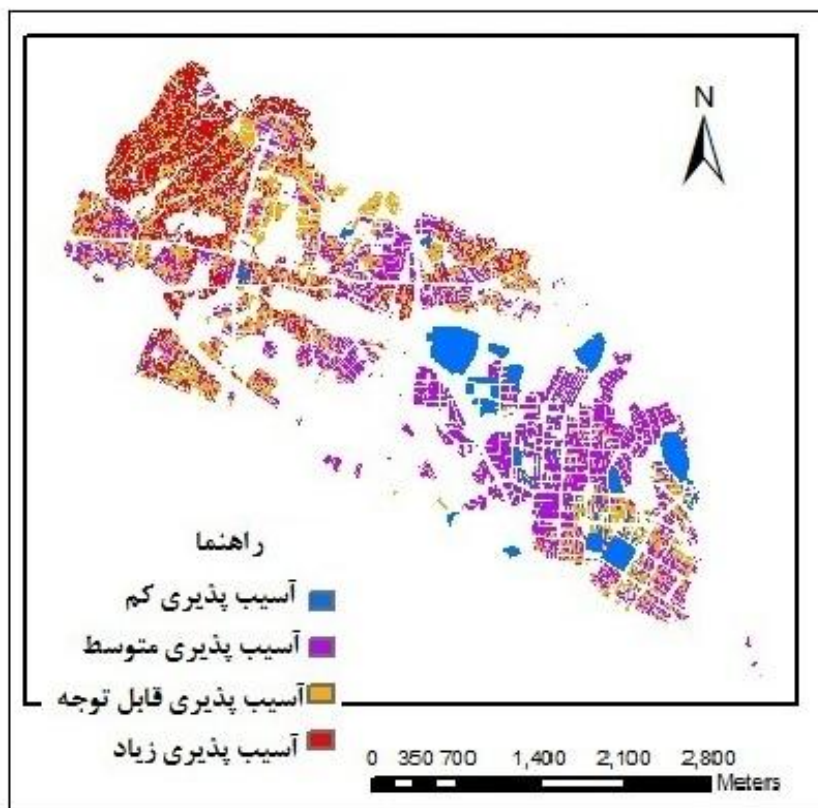 N
راهنما
آسیب پذیری کم
آسیب پذیری متوسط
آسیب پذیری قابل توجه
آسیب پذیری زیاد
0 350 700 1,400 2,100 2,800
Meters